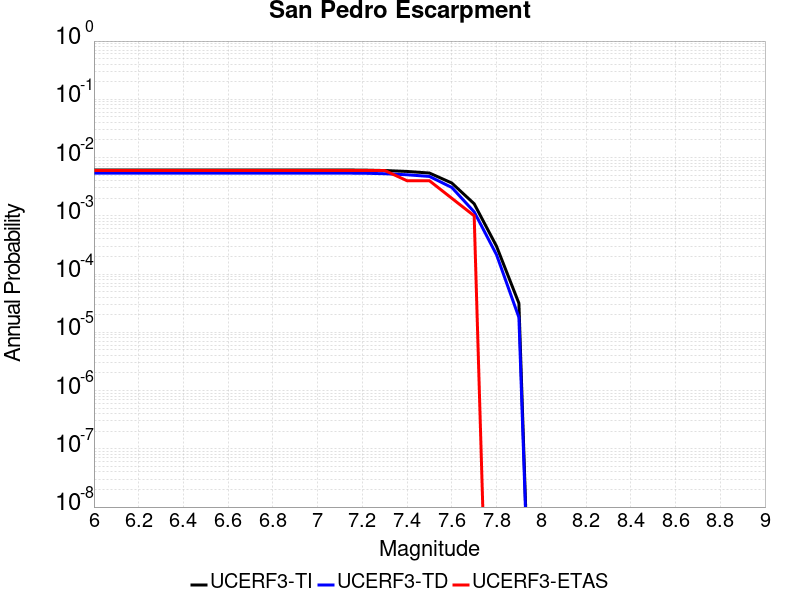 San Pedro Escarpment
10^0
10^-1
10^-2
10^-3
10^-4
10^-5
10^-6
10^-7
10^-8
Annual Probability
6 6.2 6.4 6.6 6.8 7 7.2 7.4 7.6 7.8 8 8.2 8.4 8.6 8.8 9
Magnitude
UCERF3-TI UCERF3-TD UCERF3-ETAS